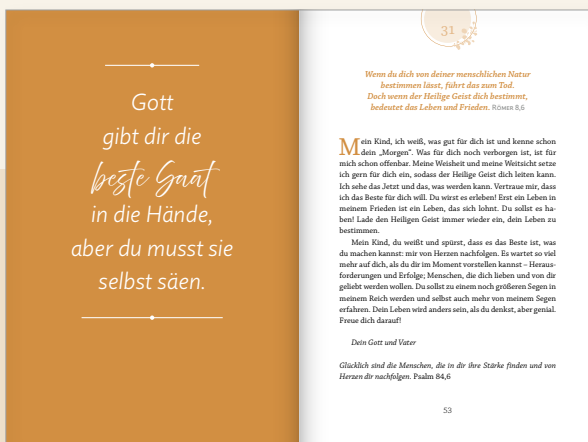 Gott
gibt dir die
beste Saat
in die Hände,
aber du musst sie
selbst säen.
31
Wenn du dich von deiner menschlichen Natur
bestimmen lässt, führt das zum Tod.
Doch wenn der Heilige Geist dich bestimmt,
bedeutet das Leben und Frieden. RÖMER 8,6
Mein Kind, ich weiß, was gut für dich ist und kenne schon
dein „Morgen“. Was für dich noch verborgen ist, ist für
mich schon offenbar. Meine Weisheit und meine Weitsicht setze
ich gern für dich ein, sodass der Heilige Geist dich leiten kann.
Ich sehe das Jetzt und das, was werden kann. Vertraue mir, dass
ich das Beste für dich will. Du wirst es erleben! Erst ein Leben in
meinem Frieden ist ein Leben, das sich lohnt. Du sollst es ha-
ben! Lade den Heiligen Geist immer wieder ein, dein Leben zu
bestimmen.
Mein Kind, du weißt und spürst, dass es das Beste ist, was
du machen kannst: mir von Herzen nachfolgen. Es wartet so viel
mehr auf dich, als du dir im Moment vorstellen kannst – Heraus-
forderungen und Erfolge; Menschen, die dich lieben und von dir
geliebt werden wollen. Du sollst zu einem noch größeren Segen in
meinem Reich werden und selbst auch mehr von meinem Segen
erfahren. Dein Leben wird anders sein, als du denkst, aber genial.
Freue dich darauf!
Dein Gott und Vater
Glücklich sind die Menschen, die in dir ihre Stärke finden und von
Herzen dir nachfolgen. Psalm 84,6
53